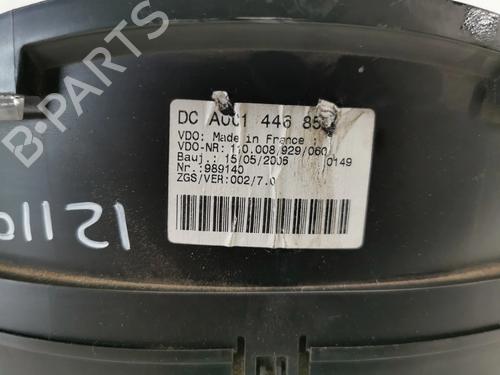 B-PARTS
DC A001 446 85
VDO: Made in France
VDO-NR: 110.008.929/060
Bauj.: 15/05/2006 0149
Nr.:989140
ZGS/VER:002/7.0